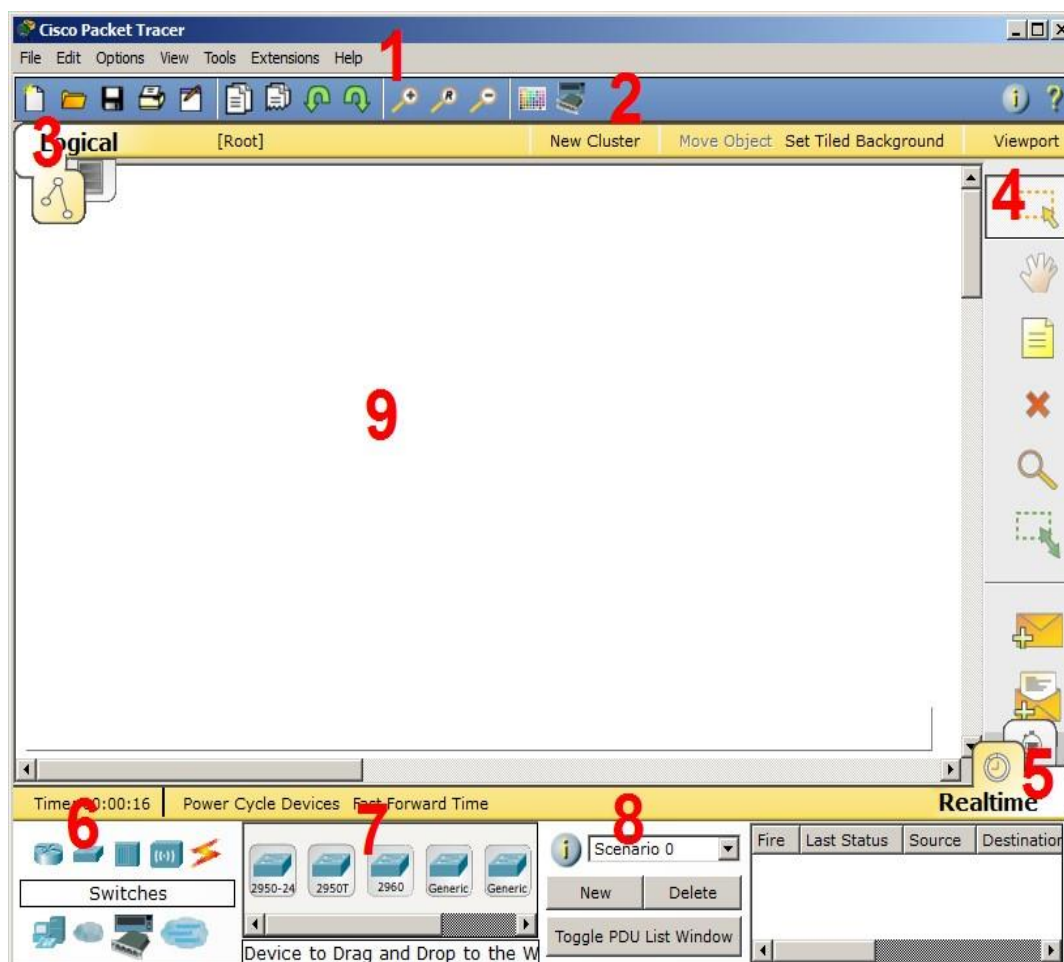 Cisco Packet Tracer
File Edit Options View Tools Extensions Help
1
2
3
Logical [Root] New Cluster Move Object Set Tiled Background Viewport
4
9
5
Time: 00:00:16 Power Cycle Devices Fast Forward Time Realtime
6
7
8
Scenario 0
Fire Last Status Source Destination
2950-24 2950T 2960 Generic Generic
Switches
New Delete
Toggle PDU List Window
Device to Drag and Drop to the W